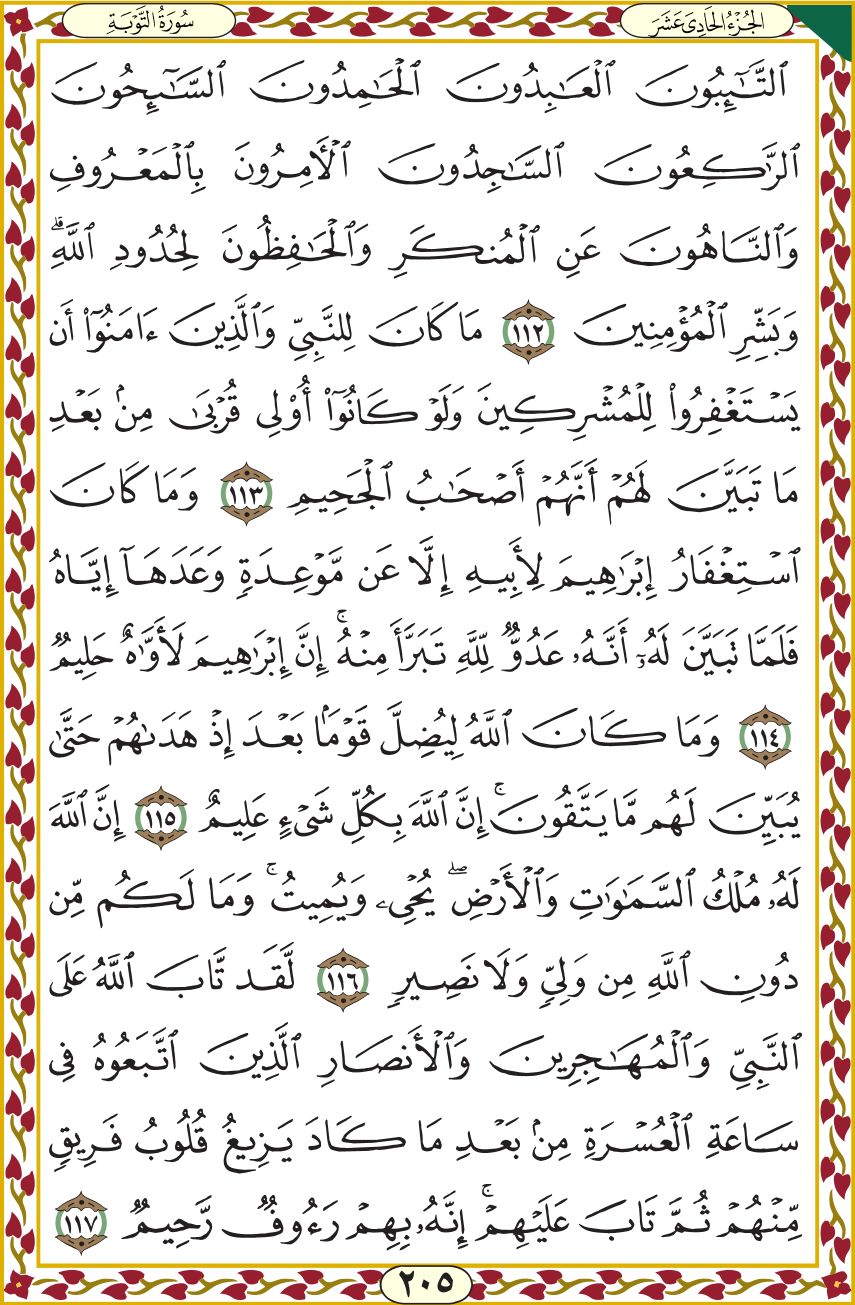 الجُزْءُ الحَادِيَ عَشَرَ
سُورَةُ التَّوْبَةِ
ٱلتَّـٰٓئِبُونَ ٱلۡعَـٰبِدُونَ ٱلۡحَـٰمِدُونَ ٱلسَّـٰٓئِحُونَ
ٱلرَّٰكِعُونَ ٱلسَّـٰجِدُونَ ٱلۡأٓمِرُونَ بِٱلۡمَعۡرُوفِ
وَٱلنَّاهُونَ عَنِ ٱلۡمُنكَرِ وَٱلۡحَـٰفِظُونَ لِحُدُودِ ٱللَّهِۗ
وَبَشِّرِ ٱلۡمُؤۡمِنِينَ ١١٢ مَا كَانَ لِلنَّبِيِّ وَٱلَّذِينَ ءَامَنُوٓاْ أَن
يَسۡتَغۡفِرُواْ لِلۡمُشۡرِكِينَ وَلَوۡ كَانُوٓاْ أُوْلِي قُرۡبَىٰ مِنۢ بَعۡدِ
مَا تَبَيَّنَ لَهُمۡ أَنَّهُمۡ أَصۡحَـٰبُ ٱلۡجَحِيمِ ١١٣ وَمَا كَانَ
ٱسۡتِغۡفَارُ إِبۡرَٰهِيمَ لِأَبِيهِ إِلَّا عَن مَّوۡعِدَةٖ وَعَدَهَآ إِيَّاهُ
فَلَمَّا تَبَيَّنَ لَهُۥٓ أَنَّهُۥ عَدُوّٞ لِّلَّهِ تَبَرَّأَ مِنۡهُۚ إِنَّ إِبۡرَٰهِيمَ لَأَوَّٰهٌ حَلِيمٞ
١١٤ وَمَا كَانَ ٱللَّهُ لِيُضِلَّ قَوۡمَۢا بَعۡدَ إِذۡ هَدَىٰهُمۡ حَتَّىٰ
يُبَيِّنَ لَهُم مَّا يَتَّقُونَۚ إِنَّ ٱللَّهَ بِكُلِّ شَيۡءٍ عَلِيمٌ ١١٥ إِنَّ ٱللَّهَ
لَهُۥ مُلۡكُ ٱلسَّمَـٰوَٰتِ وَٱلۡأَرۡضِۖ يُحۡيِۦ وَيُمِيتُۚ وَمَا لَكُم مِّن
دُونِ ٱللَّهِ مِن وَلِيّٖ وَلَا نَصِيرٖ ١١٦ لَّقَد تَّابَ ٱللَّهُ عَلَى
ٱلنَّبِيِّ وَٱلۡمُهَـٰجِرِينَ وَٱلۡأَنصَارِ ٱلَّذِينَ ٱتَّبَعُوهُ فِي
سَاعَةِ ٱلۡعُسۡرَةِ مِنۢ بَعۡدِ مَا كَادَ يَزِيغُ قُلُوبُ فَرِيقٖ
مِّنۡهُمۡ ثُمَّ تَابَ عَلَيۡهِمۡۚ إِنَّهُۥ بِهِمۡ رَءُوفٞ رَّحِيمٞ ١١٧
٢٠٥